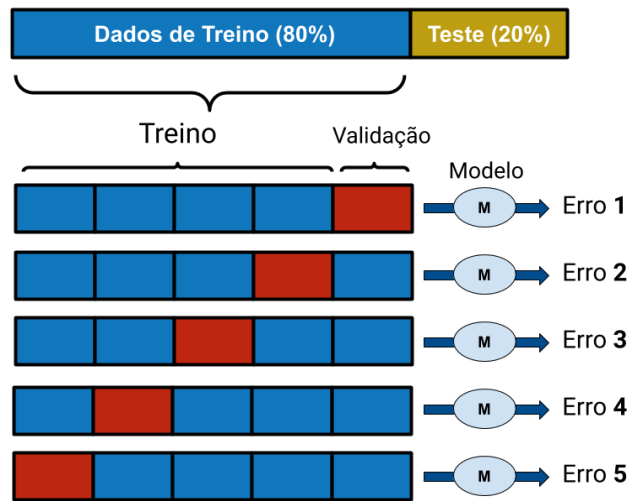 Dados de Treino (80%) Teste (20%)
Treino Validação
Modelo
M Erro 1
M Erro 2
M Erro 3
M Erro 4
M Erro 5